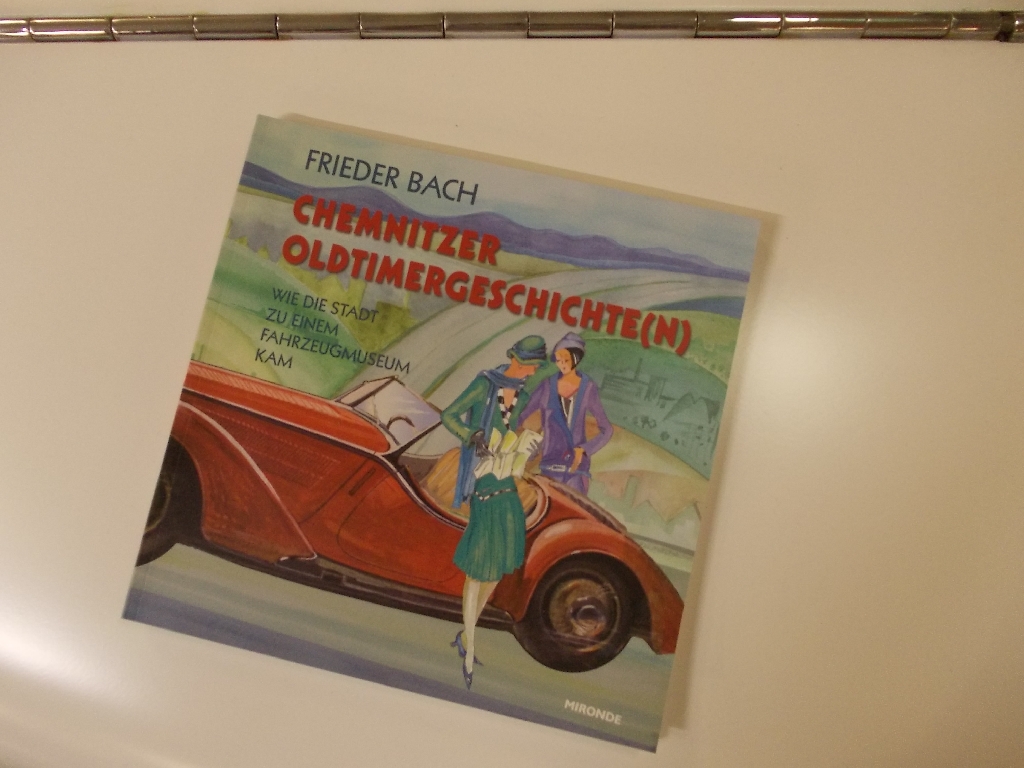 FRIEDER BACH
CHEMNITZER
OLDTIMERGESCHICHTE(N)
WIE DIE STADT
ZU EINEM
FAHRZEUGMUSEUM
KAM
MIRONDE